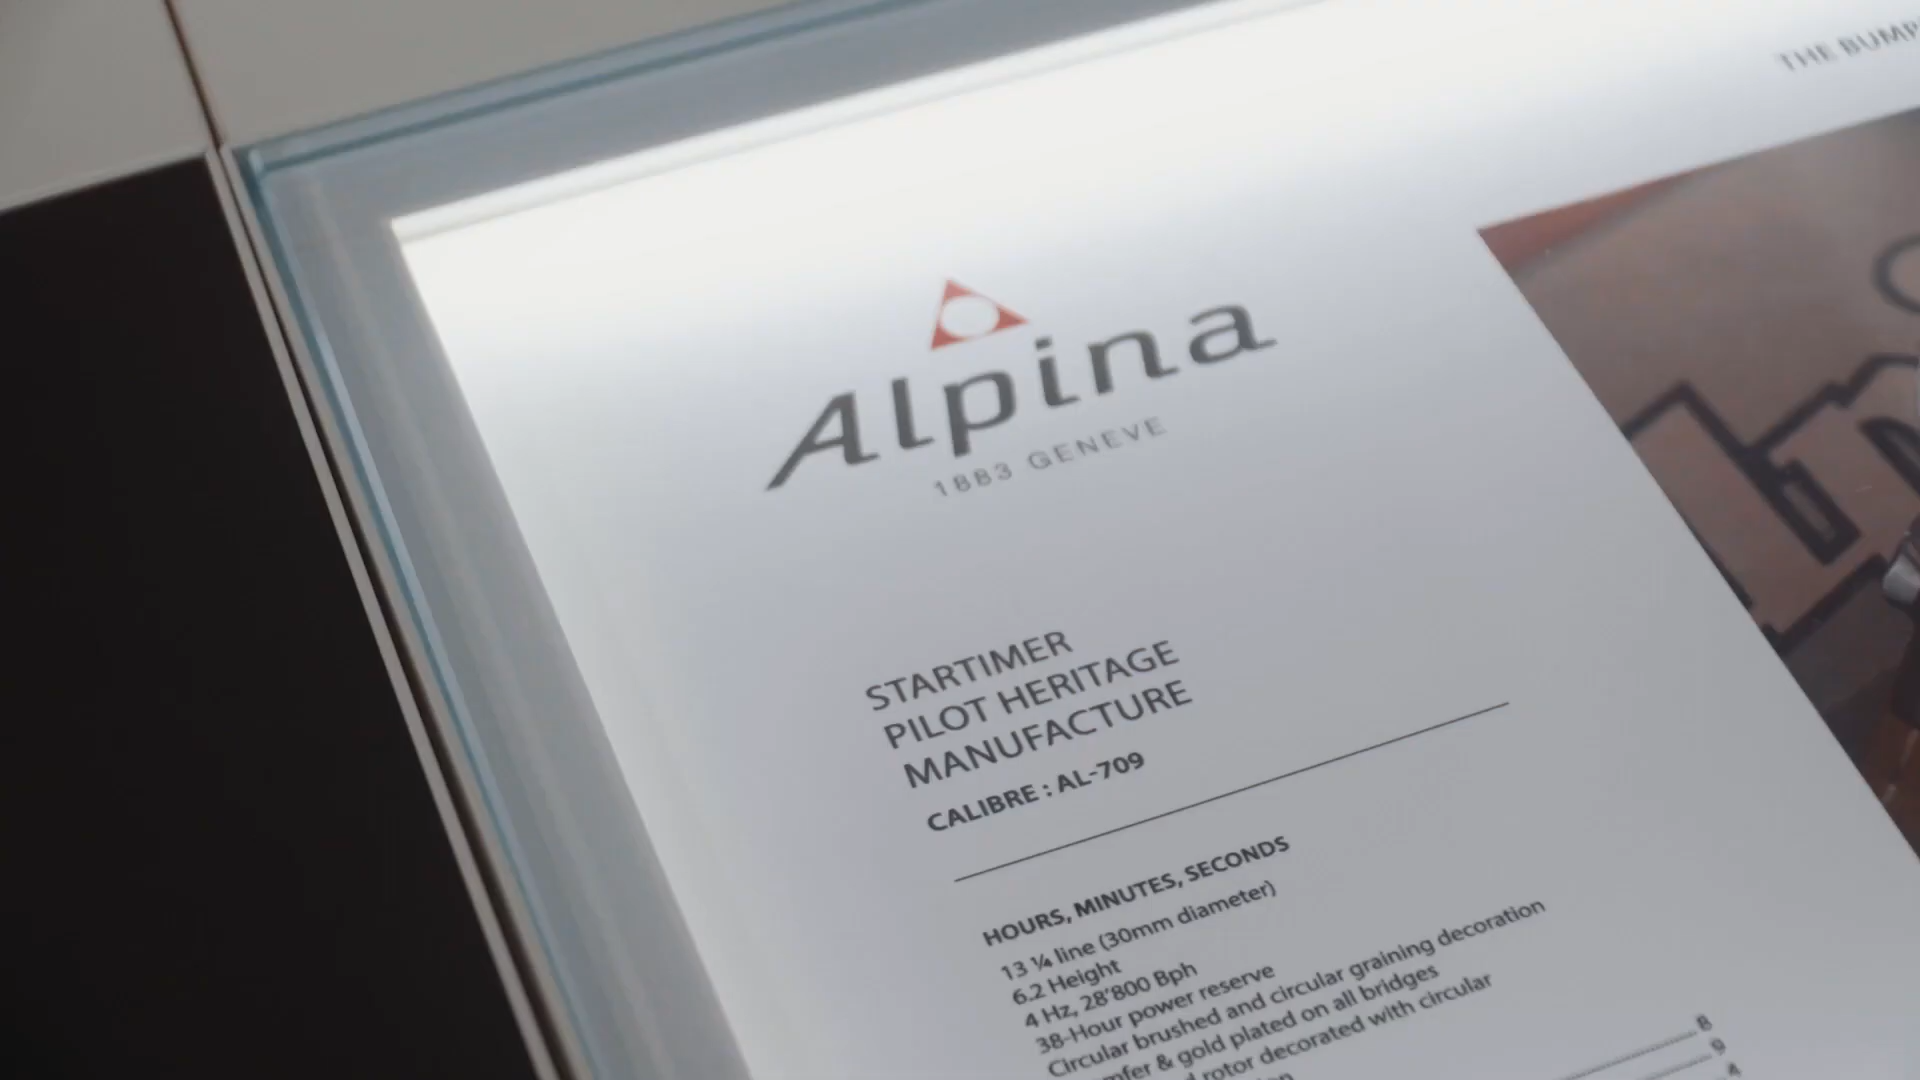 THE BUMP
Alpina
1883 GENEVE
STARTIMER
PILOT HERITAGE
MANUFACTURE
CALIBRE : AL-709
HOURS, MINUTES, SECONDS
13 ¼ line (30mm diameter)
6.2 Height
4 Hz, 28'800 Bph
38-Hour power reserve
Circular brushed and circular graining decoration
& gold plated on all bridges
rotor decorated with circular
8
9
4